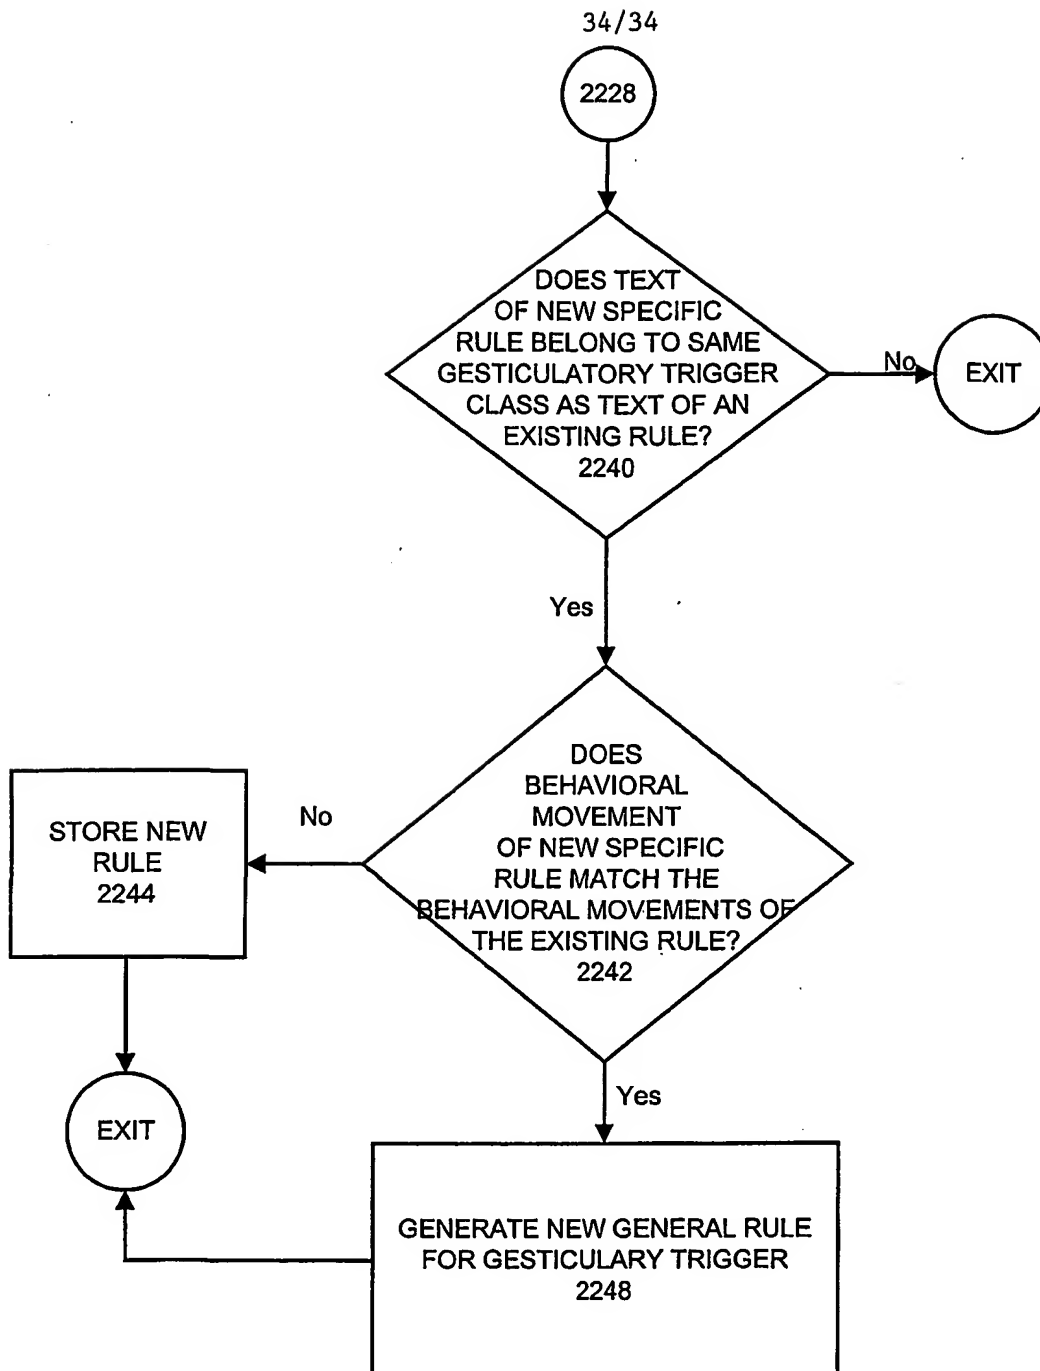 34/34
2228
DOES TEXT
OF NEW SPECIFIC
RULE BELONG TO SAME
GESTICULATORY TRIGGER
CLASS AS TEXT OF AN
EXISTING RULE?
2240
No
EXIT
Yes
DOES
BEHAVIORAL
MOVEMENT
OF NEW SPECIFIC
RULE MATCH THE
BEHAVIORAL MOVEMENTS OF
THE EXISTING RULE?
2242
No
STORE NEW
RULE
2244
EXIT
Yes
GENERATE NEW GENERAL RULE
FOR GESTICULARY TRIGGER
2248